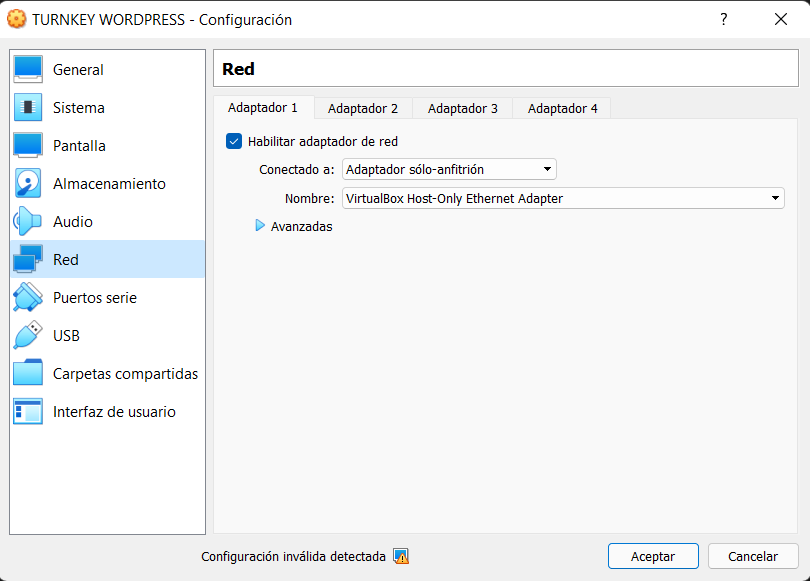 TURNKEY WORDPRESS - Configuración
?
General
Sistema
Pantalla
Almacenamiento
Audio
Red
Puertos serie
USB
Carpetas compartidas
Interfaz de usuario
Red
Adaptador 1 Adaptador 2 Adaptador 3 Adaptador 4
Habilitar adaptador de red
Conectado a: Adaptador sólo-anfitrión
Nombre: VirtualBox Host-Only Ethernet Adapter
Avanzadas
Configuración inválida detectada
Aceptar Cancelar